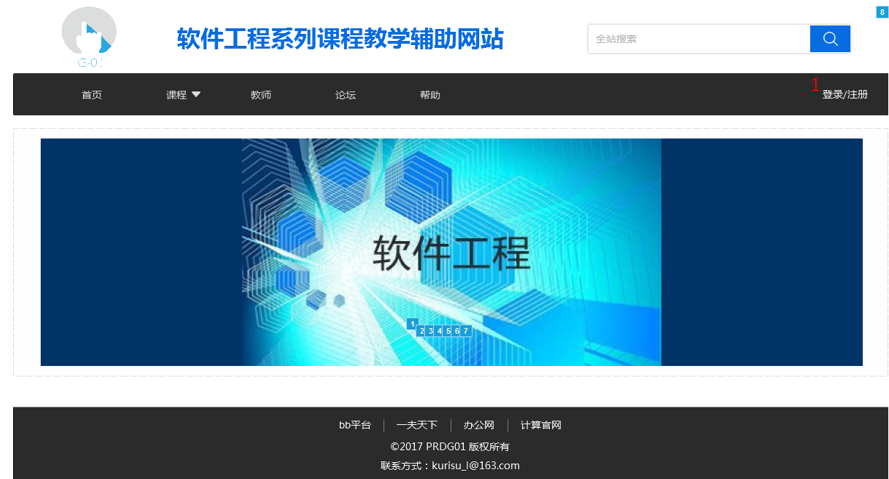 8
G-01
软件工程系列课程教学辅助网站
全站搜索
首页 课程 教师 论坛 帮助 1 登录/注册
软件工程
1
2 3 4 5 6 7
bb平台 | 一夫天下 | 办公网 | 计算官网
©2017 PRDG01 版权所有
联系方式：kurisu_l@163.com